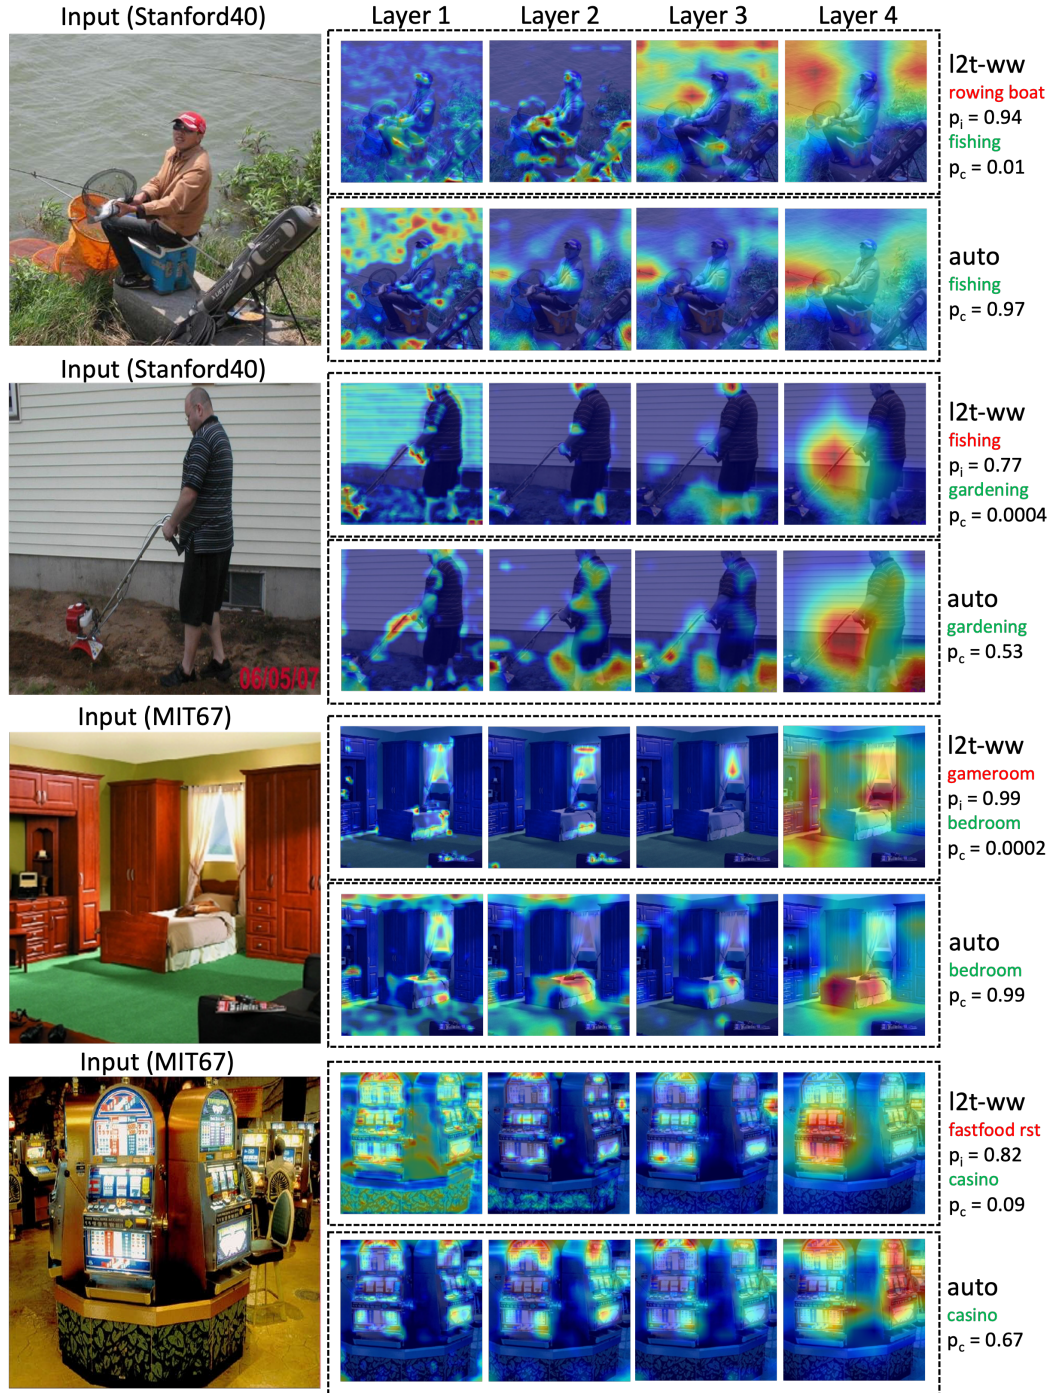 Input (Stanford40)
Layer 1
Layer 2
Layer 3
Layer 4
l2t-ww
rowing boat
pi = 0.94
fishing
pc = 0.01
auto
fishing
pc = 0.97
Input (Stanford40)
06/05/07
l2t-ww
fishing
pi = 0.77
gardening
pc = 0.0004
auto
gardening
pc = 0.53
Input (MIT67)
l2t-ww
gameroom
pi = 0.99
bedroom
pc = 0.0002
auto
bedroom
pc = 0.99
Input (MIT67)
l2t-ww
fastfood rst
pi = 0.82
casino
pc = 0.09
auto
casino
pc = 0.67